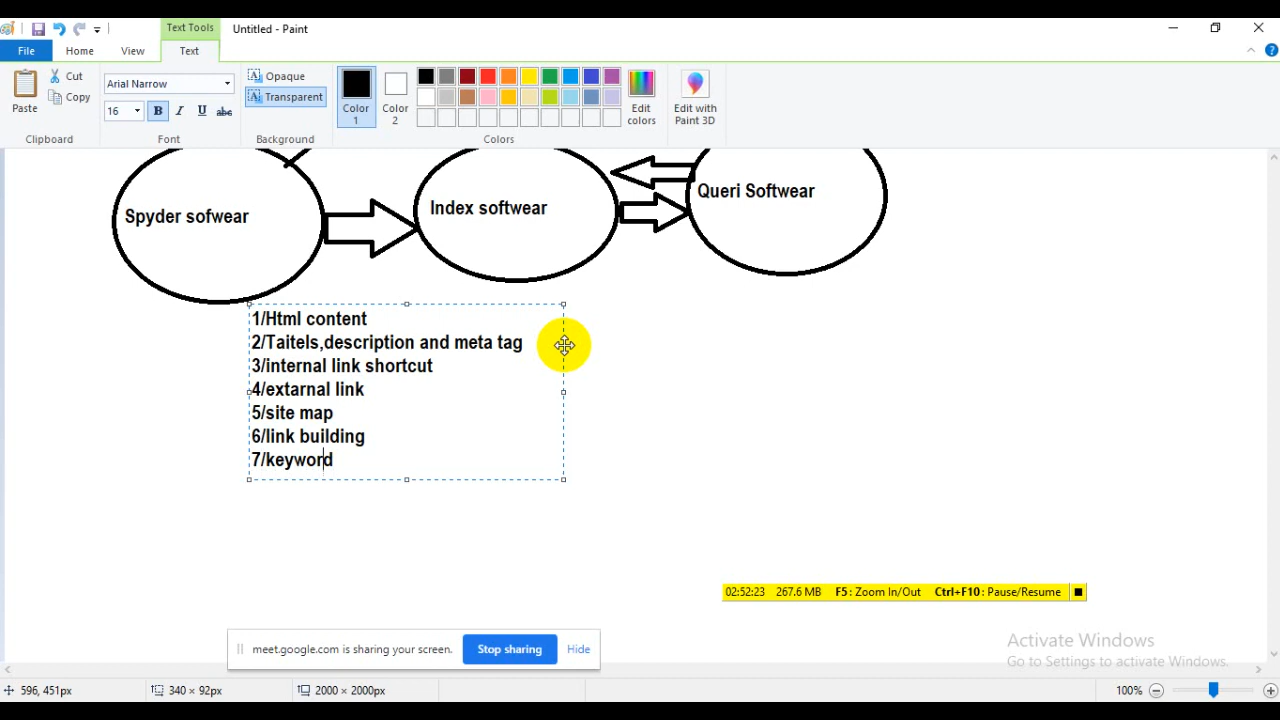 Text Tools
Untitled - Paint
File
Home
View
Text
Paste
Cut
Copy
Clipboard
Arial Narrow
16
B
I
U
abc
Font
Opaque
Transparent
Background
Color 1
Color 2
Edit colors
Colors
Edit with Paint 3D
Spyder sofwear
Index softwear
Queri Softwear
1/Html content
2/Taitels,description and meta tag
3/internal link shortcut
4/extarnal link
5/site map
6/link building
7/keyword
02:52:23 267.6 MB F5: Zoom In/Out Ctrl+F10: Pause/Resume
meet.google.com is sharing your screen.
Stop sharing
Hide
Activate Windows
Go to Settings to activate Windows.
596, 451px
340 × 92px
2000 × 2000px
100%